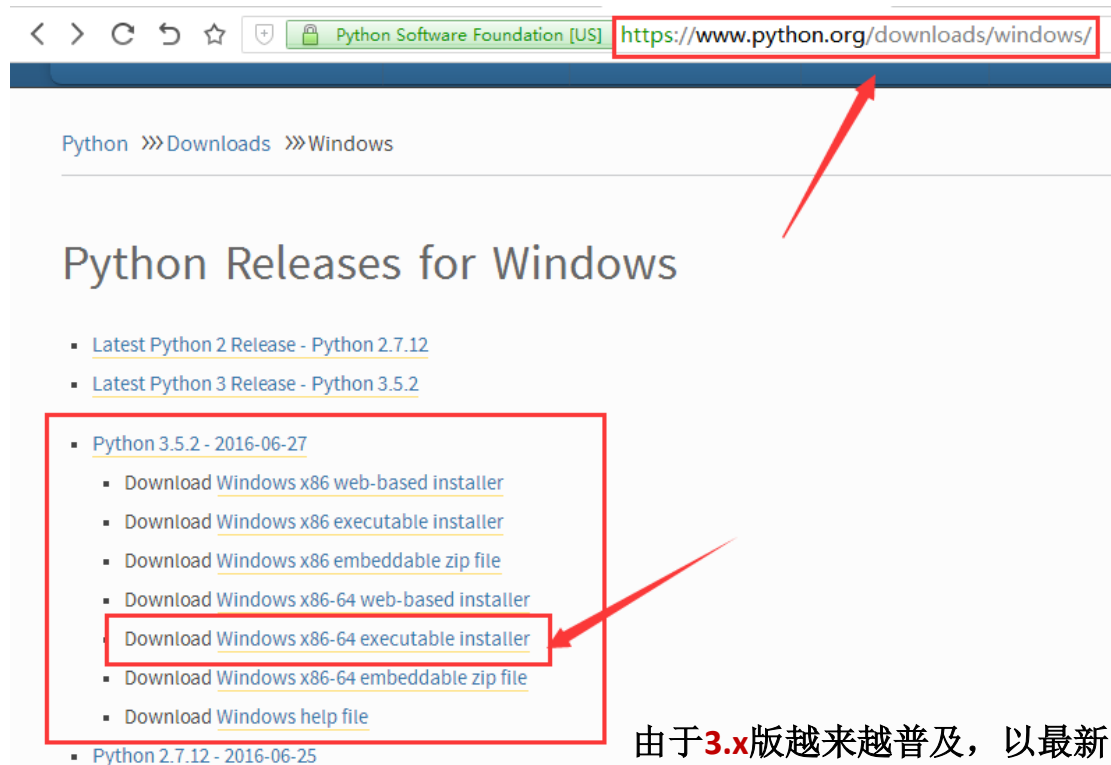 Python Software Foundation [US] https://www.python.org/downloads/windows/
Python >>> Downloads >>> Windows
Python Releases for Windows
Latest Python 2 Release - Python 2.7.12
Latest Python 3 Release - Python 3.5.2
Python 3.5.2 - 2016-06-27
Download Windows x86 web-based installer
Download Windows x86 executable installer
Download Windows x86 embeddable zip file
Download Windows x86-64 web-based installer
Download Windows x86-64 executable installer
Download Windows x86-64 embeddable zip file
Download Windows help file
Python 2.7.12 - 2016-06-25
由于3.x版越来越普及，以最新